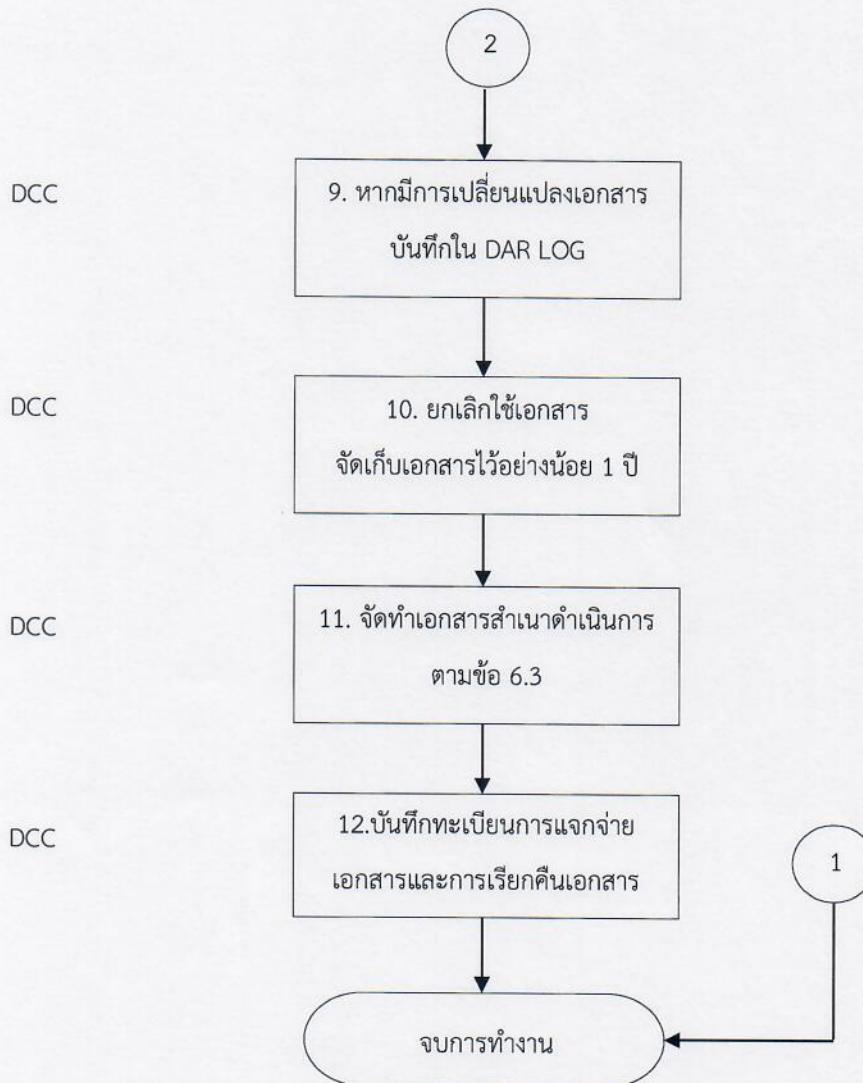 2
DCC
9. หากมีการเปลี่ยนแปลงเอกสาร
บันทึกใน DAR LOG
DCC
10. ยกเลิกใช้เอกสาร
จัดเก็บเอกสารไว้อย่างน้อย 1 ปี
DCC
11. จัดทำเอกสารสำเนาดำเนินการ
ตามข้อ 6.3
DCC
12.บันทึกทะเบียนการแจกจ่าย
เอกสารและการเรียกคืนเอกสาร
1
จบการทำงาน